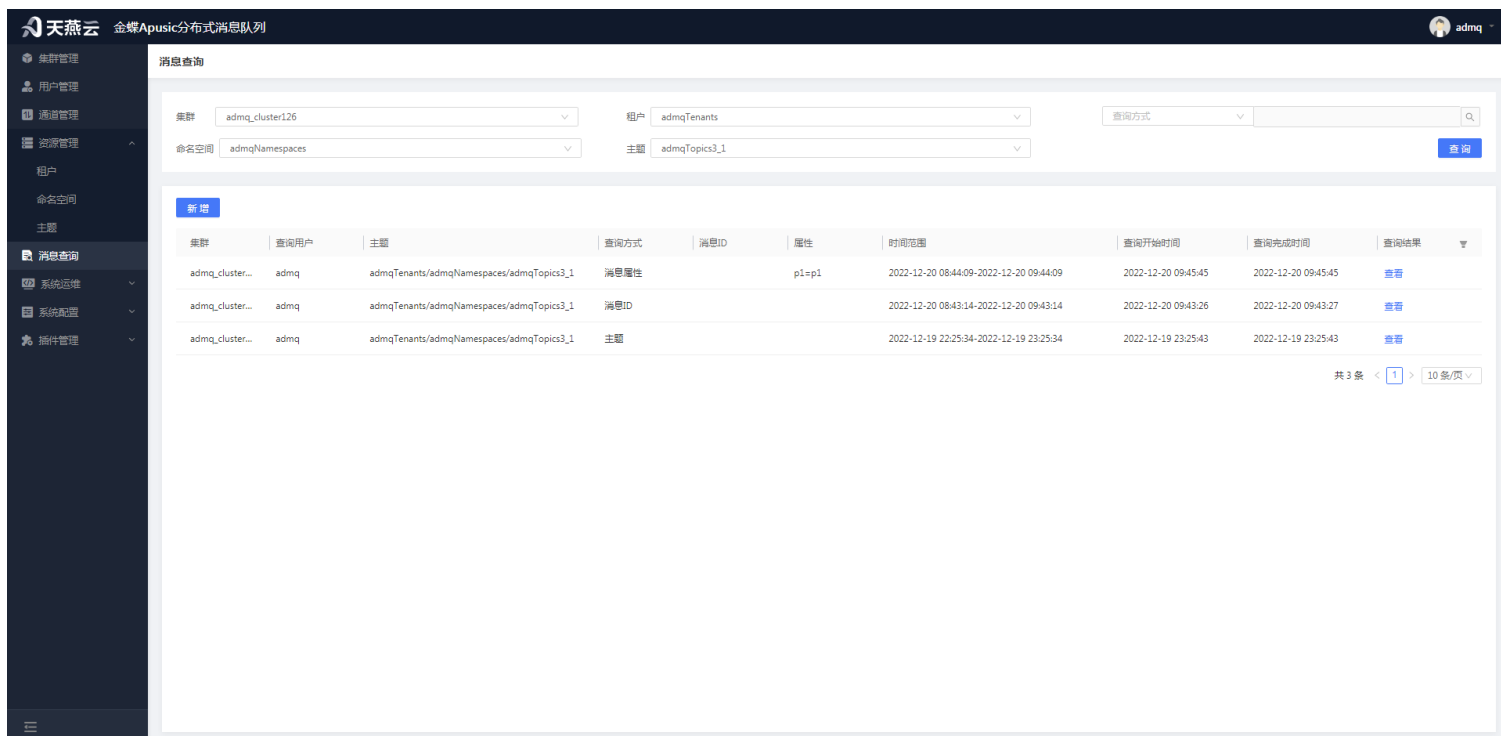 天燕云 金蝶Apusic分布式消息队列 admq
集群管理
用户管理
通道管理
资源管理
租户
命名空间
主题
消息查询
系统运维
系统配置
插件管理
消息查询
集群 admq_cluster126 租户 admqTenants 查询方式
命名空间 admqNamespaces 主题 admqTopics3_1 查询
新增
集群 查询用户 主题 查询方式 消息ID 属性 时间范围 查询开始时间 查询完成时间 查询结果
admq_cluster... admq admqTenants/admqNamespaces/admqTopics3_1 消息属性 p1=p1 2022-12-20 08:44:09-2022-12-20 09:44:09 2022-12-20 09:45:45 2022-12-20 09:45:45 查看
admq_cluster... admq admqTenants/admqNamespaces/admqTopics3_1 消息ID 2022-12-20 08:43:14-2022-12-20 09:43:14 2022-12-20 09:43:26 2022-12-20 09:43:27 查看
admq_cluster... admq admqTenants/admqNamespaces/admqTopics3_1 主题 2022-12-19 22:25:34-2022-12-19 23:25:34 2022-12-19 23:25:43 2022-12-19 23:25:43 查看
共 3 条 < 1 > 10 条/页